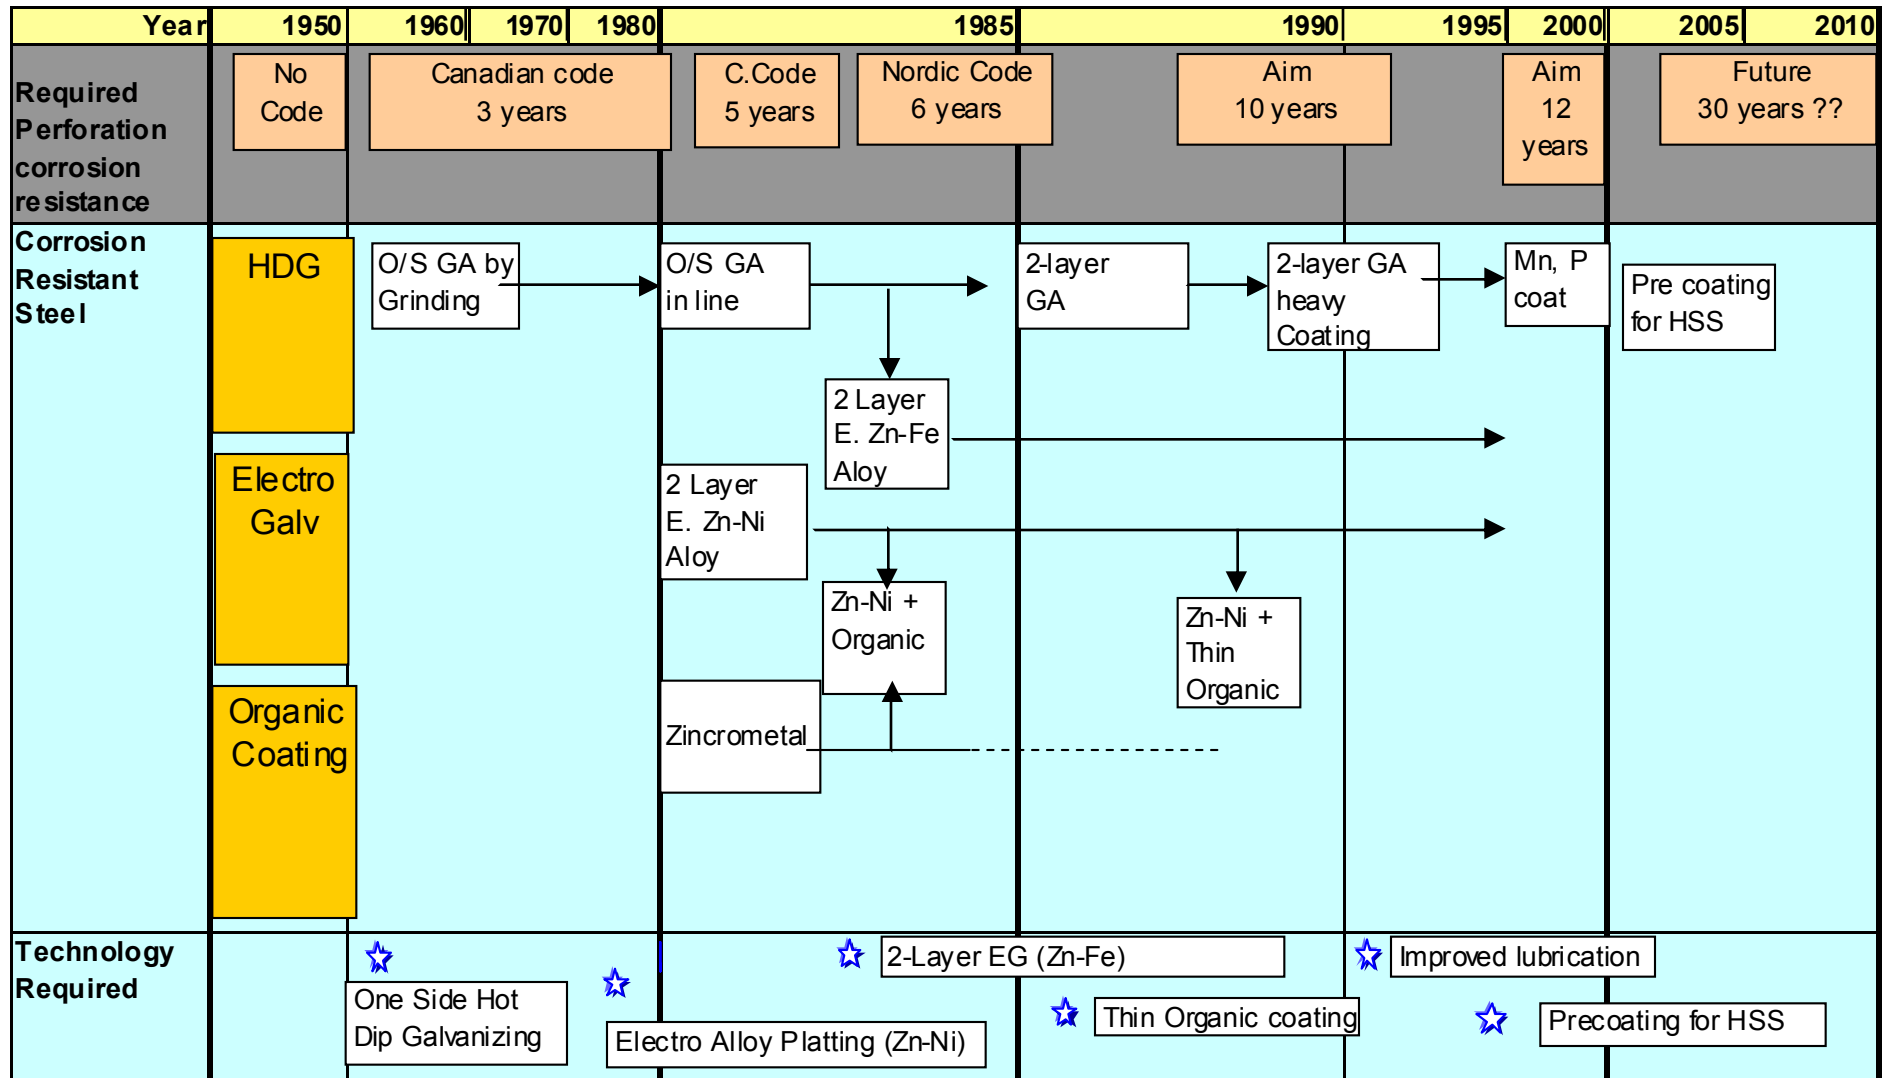 Year 1950 1960 1970 1980 1985 1990 1995 2000 2005 2010
Required
Perforation
corrosion
resistance
No
Code
Canadian code
3 years
C.Code
5 years
Nordic Code
6 years
Aim
10 years
Aim
12
years
Future
30 years ??
Corrosion
Resistant
Steel
HDG
O/S GA by
Grinding
O/S GA
in line
2-layer
GA
2-layer GA
heavy
Coating
Mn, P
coat
Pre coating
for HSS
2 Layer
E. Zn-Fe
Aloy
Electro
Galv
2 Layer
E. Zn-Ni
Aloy
Zn-Ni +
Organic
Zn-Ni +
Thin
Organic
Organic
Coating
Zincrometal
Technology
Required
One Side Hot
Dip Galvanizing
Electro Alloy Platting (Zn-Ni)
2-Layer EG (Zn-Fe)
Thin Organic coating
Improved lubrication
Precoating for HSS